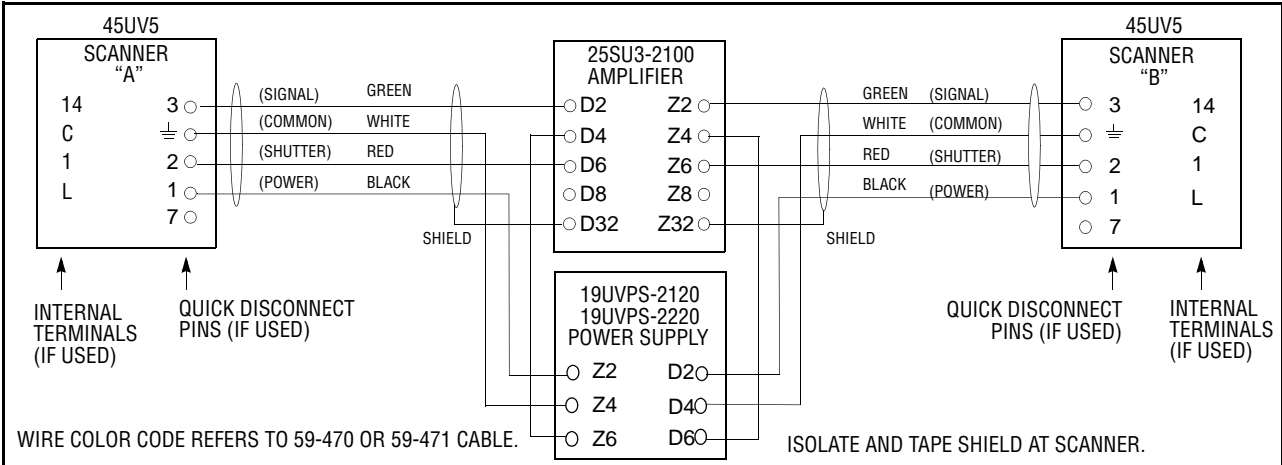 45UV5
SCANNER
“A”
14 3
C
1 2
L 1
7
(SIGNAL) GREEN
(COMMON) WHITE
(SHUTTER) RED
(POWER) BLACK
SHIELD
INTERNAL
TERMINALS
(IF USED)
QUICK DISCONNECT
PINS (IF USED)
25SU3-2100
AMPLIFIER
D2 Z2
D4 Z4
D6 Z6
D8 Z8
D32 Z32
19UVPS-2120
19UVPS-2220
POWER SUPPLY
Z2 D2
Z4 D4
Z6 D6
45UV5
SCANNER
“B”
GREEN (SIGNAL)
WHITE (COMMON)
RED (SHUTTER)
BLACK (POWER)
SHIELD
3 14
C
2 1
1 L
7
QUICK DISCONNECT
PINS (IF USED)
INTERNAL
TERMINALS
(IF USED)
WIRE COLOR CODE REFERS TO 59-470 OR 59-471 CABLE.
ISOLATE AND TAPE SHIELD AT SCANNER.